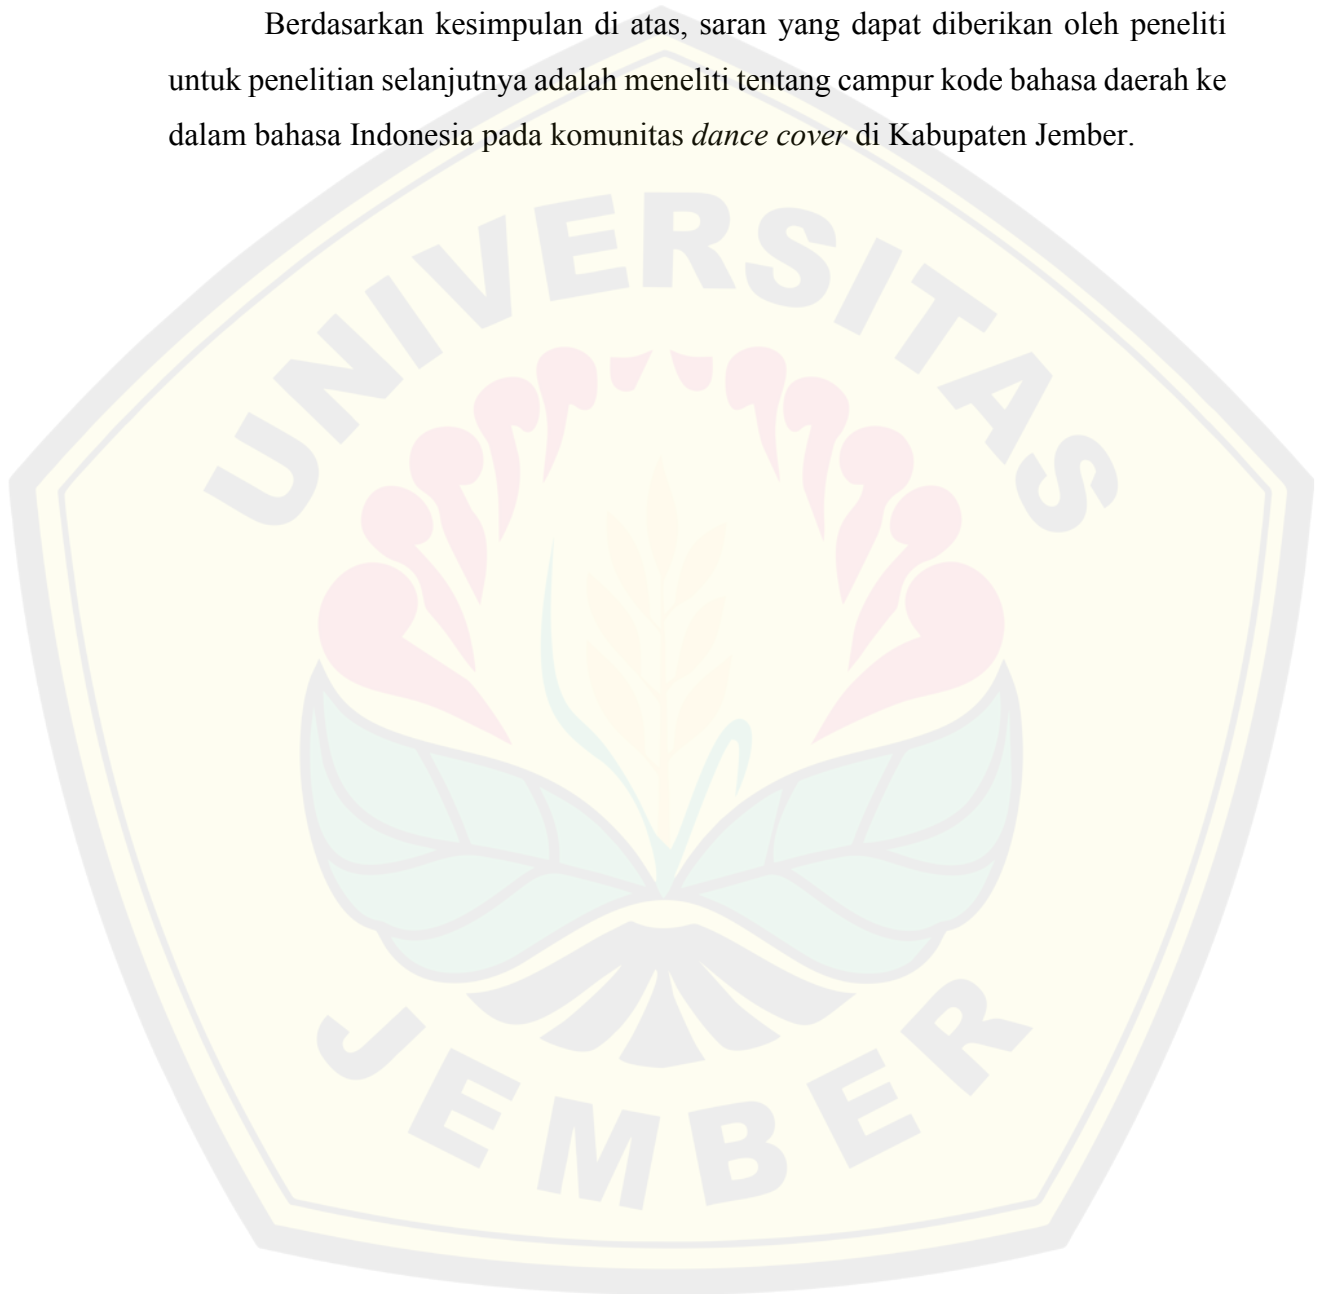 Berdasarkan kesimpulan di atas, saran yang dapat diberikan oleh peneliti
untuk penelitian selanjutnya adalah meneliti tentang campur kode bahasa daerah ke
dalam bahasa Indonesia pada komunitas dance cover di Kabupaten Jember.
UNIVERSITAS
JEMBER